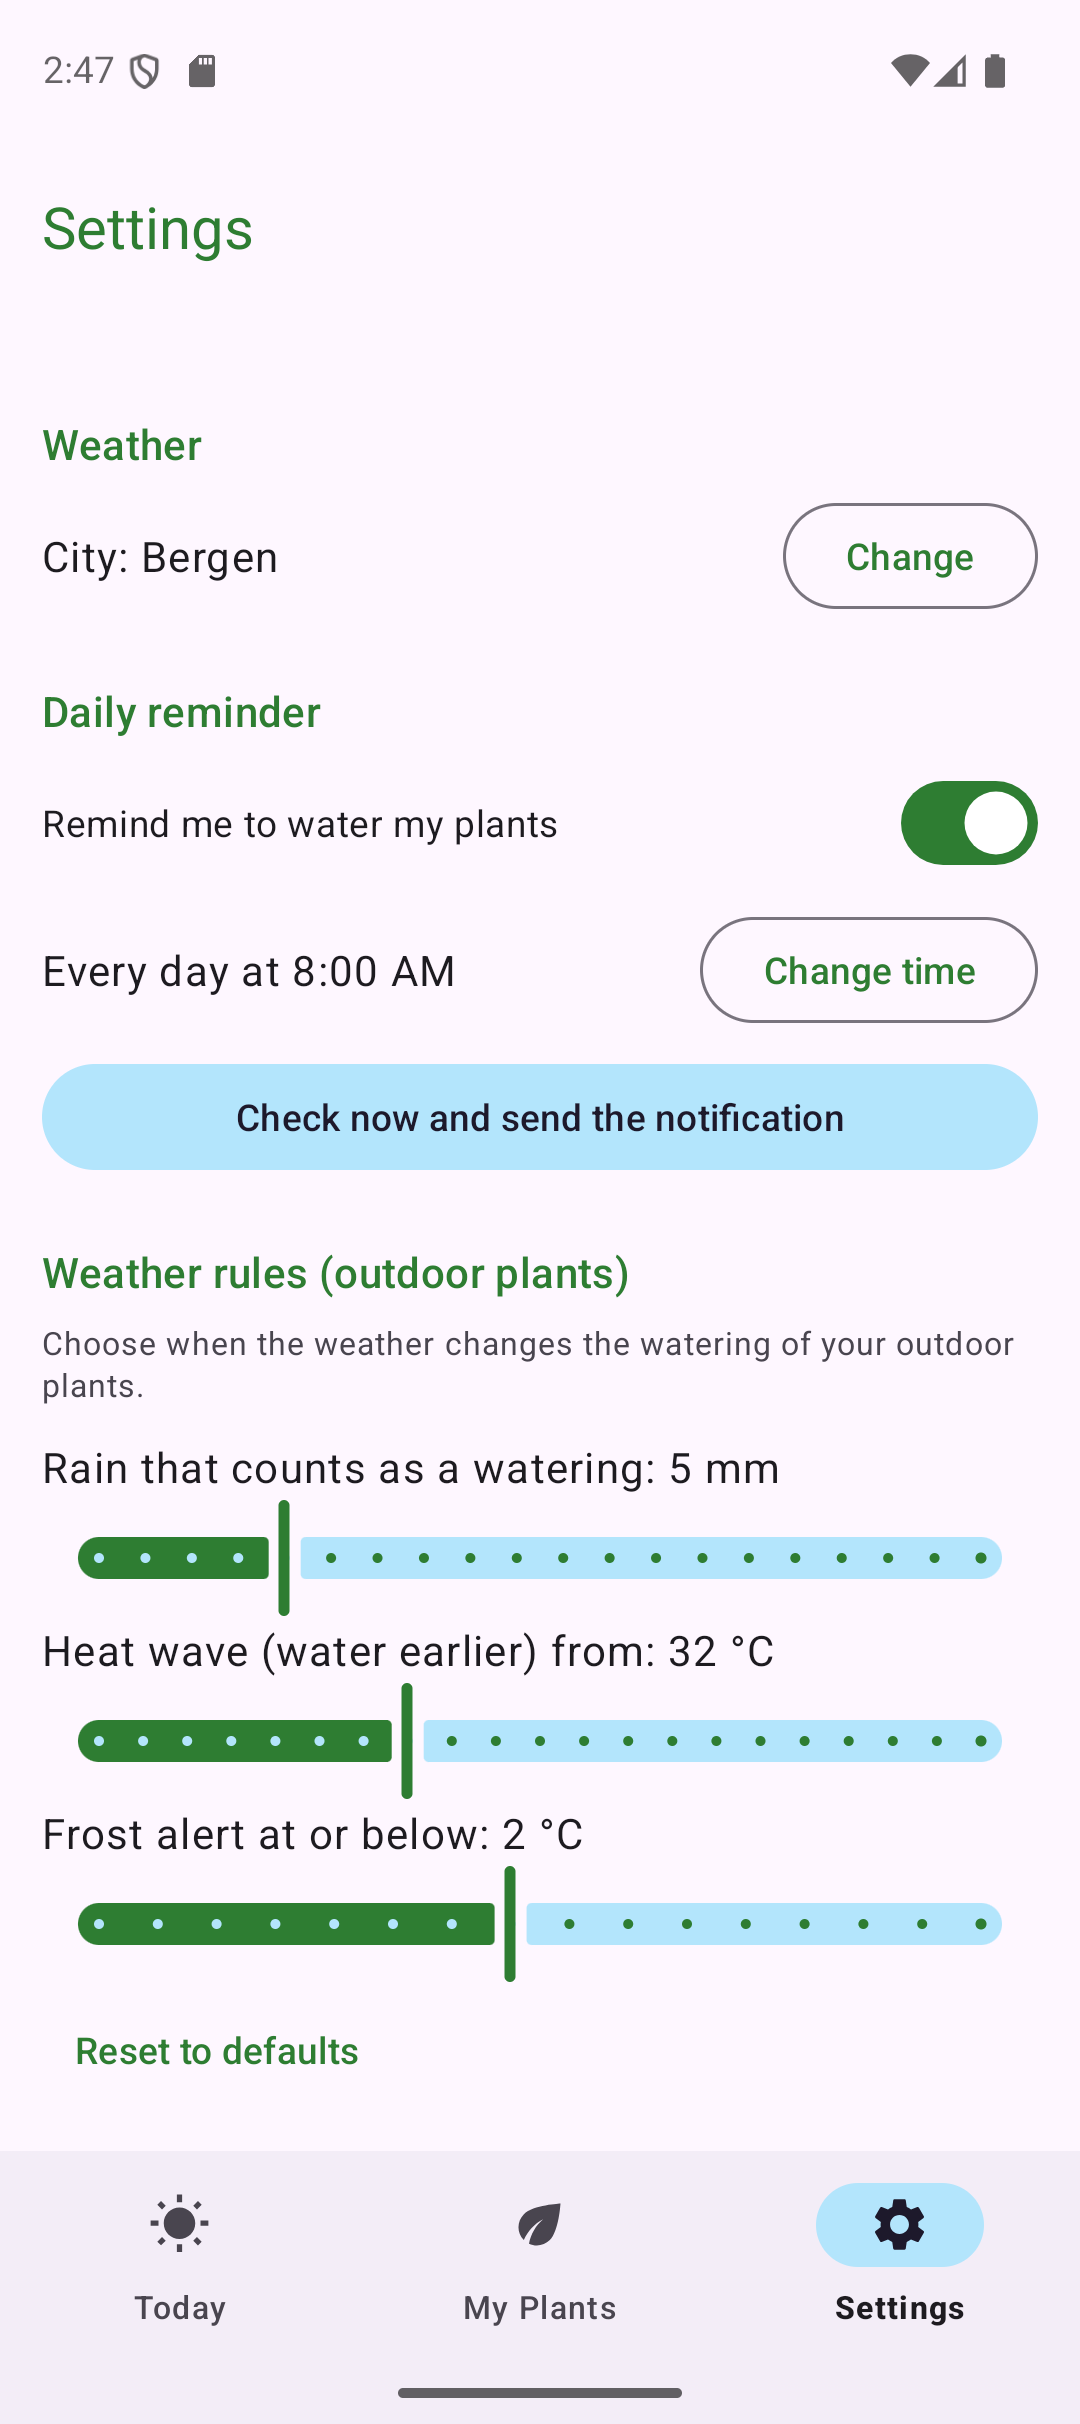 2:47
Settings
Weather
City: Bergen
Change
Daily reminder
Remind me to water my plants
Every day at 8:00 AM
Change time
Check now and send the notification
Weather rules (outdoor plants)
Choose when the weather changes the watering of your outdoor
plants.
Rain that counts as a watering: 5 mm
Heat wave (water earlier) from: 32 °C
Frost alert at or below: 2 °C
Reset to defaults
Today
My Plants
Settings